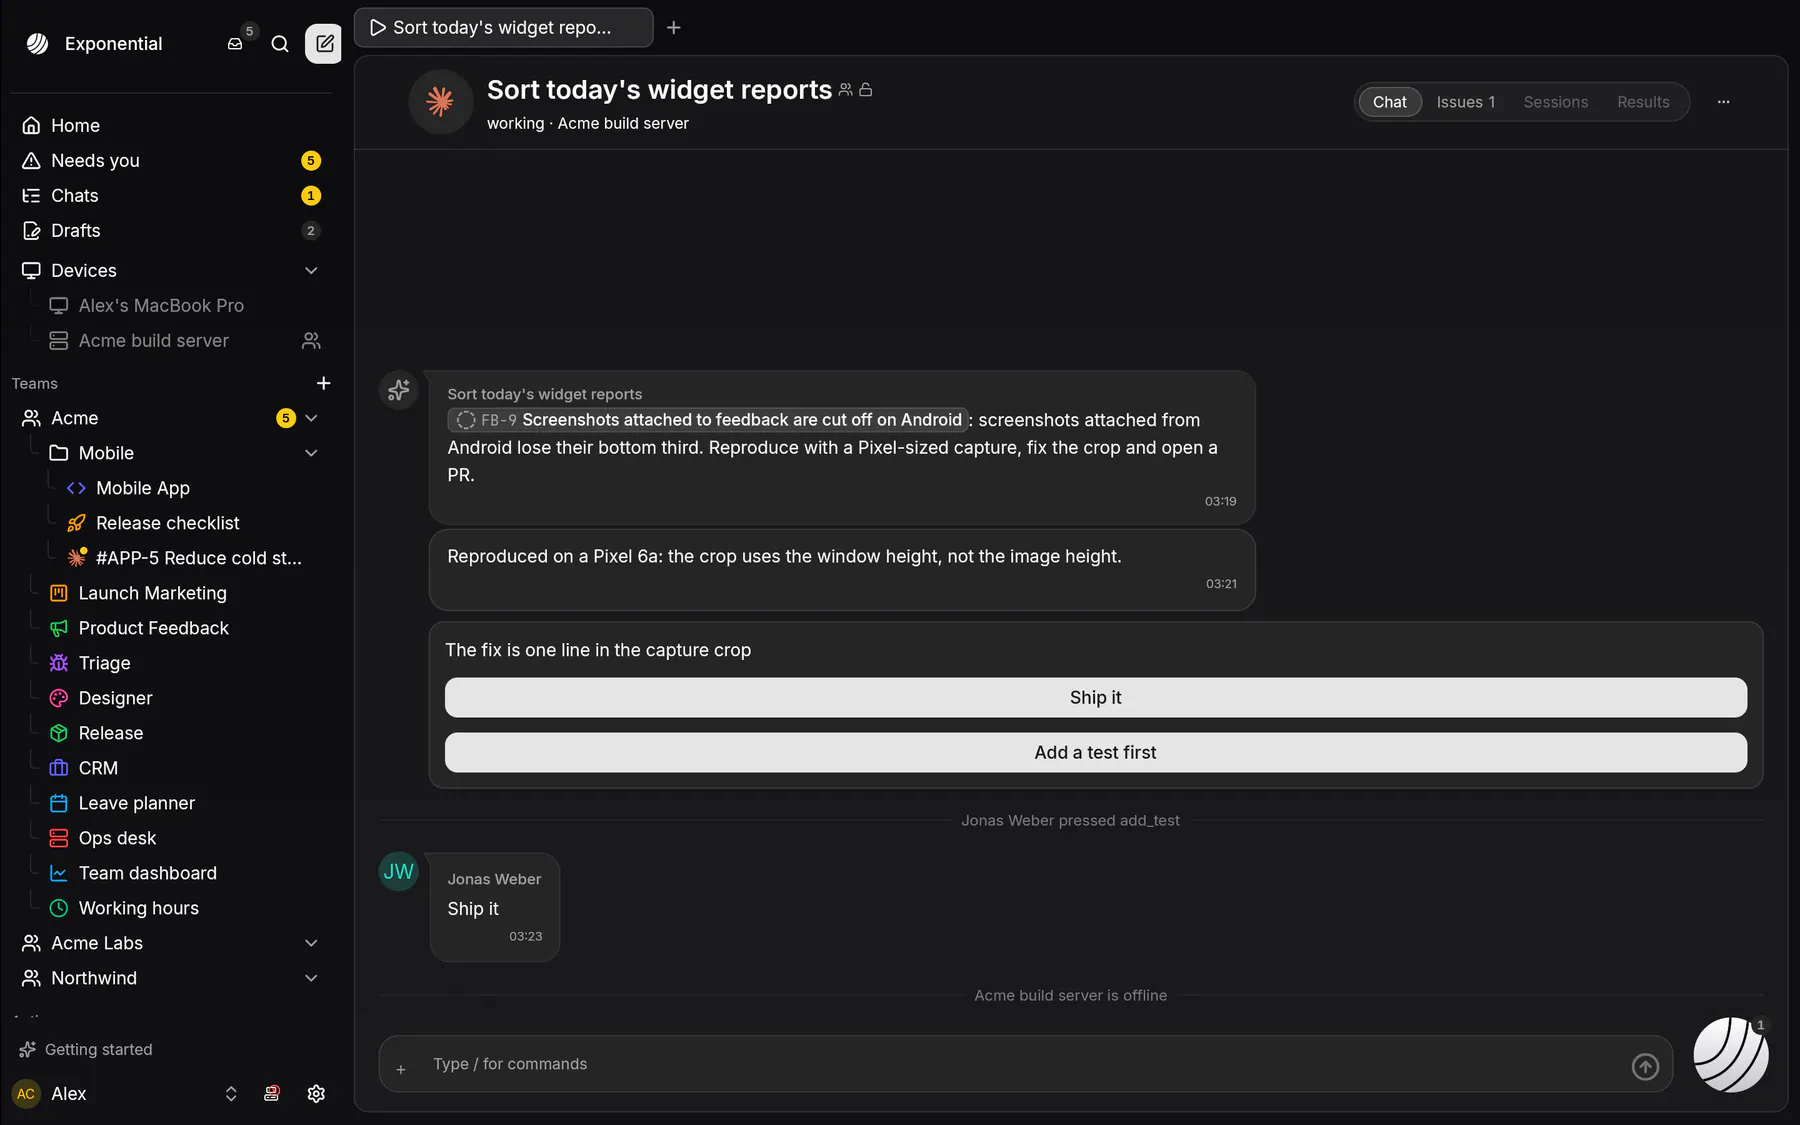 Exponential
5
Home
Needs you
5
Chats
1
Drafts
2
Devices
Alex's MacBook Pro
Acme build server
Teams
Acme
5
Mobile
Mobile App
Release checklist
#APP-5 Reduce cold st...
Launch Marketing
Product Feedback
Triage
Designer
Release
CRM
Leave planner
Ops desk
Team dashboard
Working hours
Acme Labs
Northwind
Getting started
AC
Alex
Sort today's widget repo...
Sort today's widget reports
working · Acme build server
Chat
Issues 1
Sessions
Results
Sort today's widget reports
FB-9 Screenshots attached to feedback are cut off on Android: screenshots attached from
Android lose their bottom third. Reproduce with a Pixel-sized capture, fix the crop and open a
PR.
03:19
Reproduced on a Pixel 6a: the crop uses the window height, not the image height.
03:21
The fix is one line in the capture crop
Ship it
Add a test first
Jonas Weber pressed add_test
JW
Jonas Weber
Ship it
03:23
Acme build server is offline
Type / for commands
1